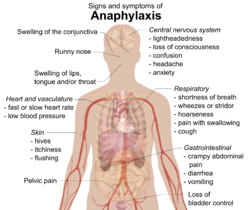 Signs and symptoms of
Anaphylaxis
Swelling of the conjunctiva
Runny nose
Swelling of lips,
tongue and/or throat
Heart and vasculature
- fast or slow heart rate
- low blood pressure
Skin
- hives
- itchiness
- flushing
Pelvic pain
Central nervous system
- lightheadedness
- loss of consciousness
- confusion
- headache
- anxiety
Respiratory
- shortness of breath
- wheezes or stridor
- hoarseness
- pain with swallowing
- cough
Gastrointestinal
- crampy abdominal
pain
- diarrhea
- vomiting
Loss of
bladder control